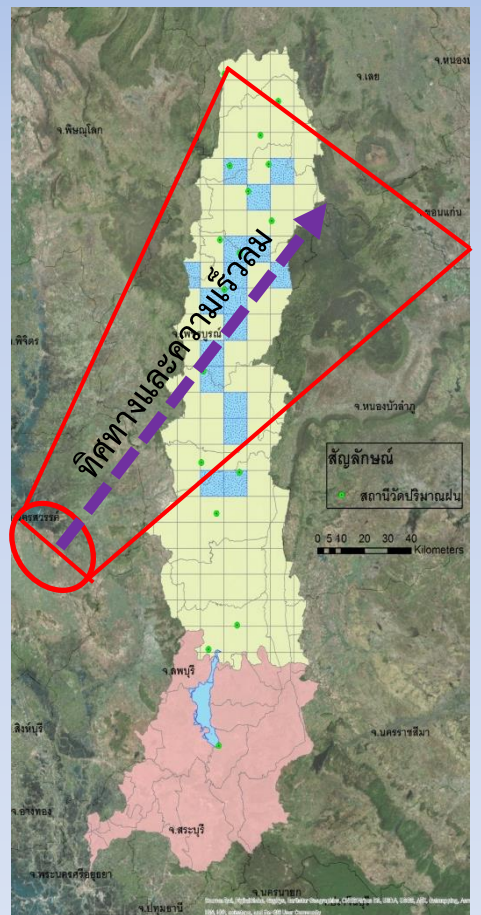 จ.เลย
จ.หนองบ
จ.พิษณุโลก
จ.ขอนแก่น
ทิศทางและความเร็วลม
จ.พิจิตร
จ.หนองบัวลำภู
สัญลักษณ์
สถานีวัดปริมาณฝน
0 5 10 20 30 40
Kilometers
นครสวรรค์
จ.ลพบุรี
สิงห์บุรี
จ.นครราชสีมา
จ.อ่างทอง
จ.สระบุรี
จ.พระนครศรีอยุธยา
จ.นครนายก
จ.ปทุมธานี